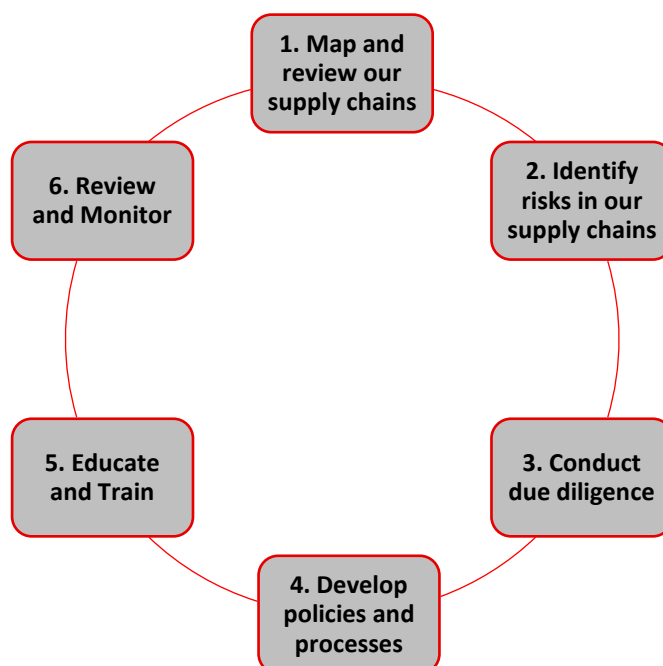 1. Map and
review our
supply chains
2. Identify
risks in our
supply chains
3. Conduct
due diligence
4. Develop
policies and
processes
5. Educate
and Train
6. Review
and Monitor